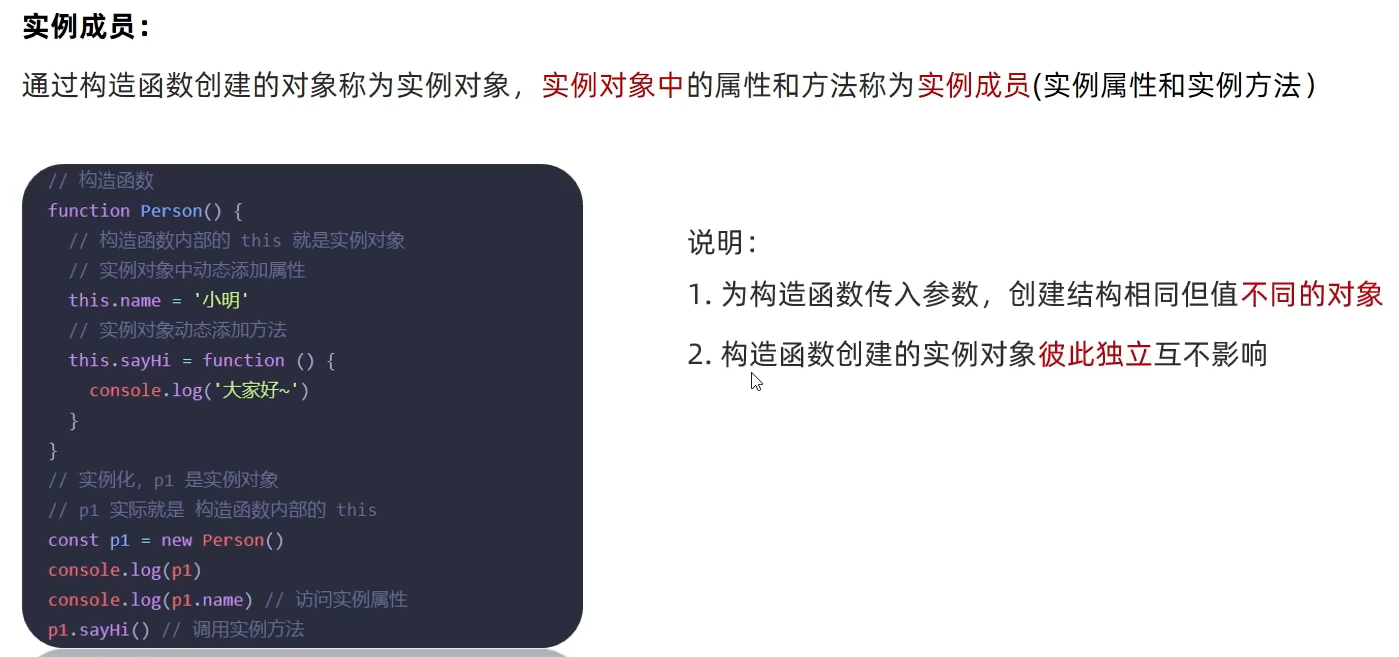 实例成员：
通过构造函数创建的对象称为实例对象，实例对象中的属性和方法称为实例成员(实例属性和实例方法）
// 构造函数
function Person() {
  // 构造函数内部的 this 就是实例对象
  // 实例对象中动态添加属性
  this.name = '小明'
  // 实例对象动态添加方法
  this.sayHi = function () {
    console.log('大家好~')
  }
}
// 实例化，p1 是实例对象
// p1 实际就是 构造函数内部的 this
const p1 = new Person()
console.log(p1)
console.log(p1.name) // 访问实例属性
p1.sayHi() // 调用实例方法
说明：
1. 为构造函数传入参数，创建结构相同但值不同的对象
2. 构造函数创建的实例对象彼此独立互不影响